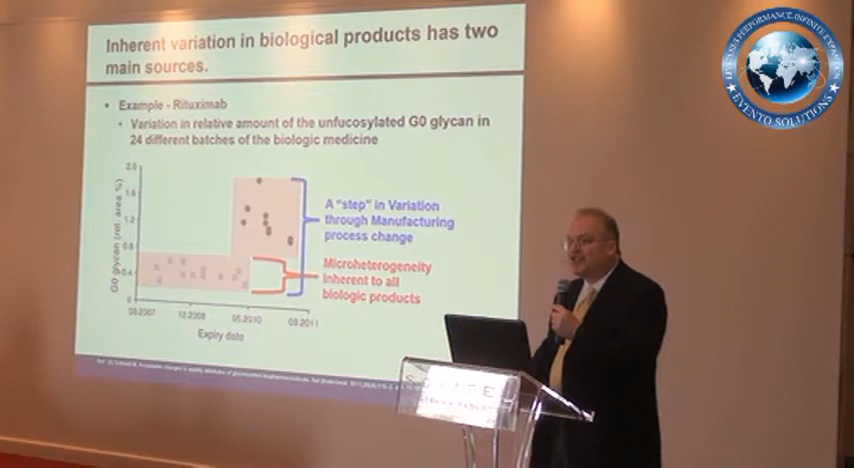 Inherent variation in biological products has two
main sources.
Example - Rituximab
Variation in relative amount of the unfucosylated G0 glycan in
24 different batches of the biologic medicine
G0 glycan (rel. area %)
2.0
1.6
1.2
0.8
0.4
0
08.2007
12.2008
05.2010
09.2011
Expiry date
A "step" in Variation
through Manufacturing
process change
Microheterogeneity
inherent to all
biologic products
PERFORMANCE, INFINITE EXPANSION
EVENTO SOLUTIONS